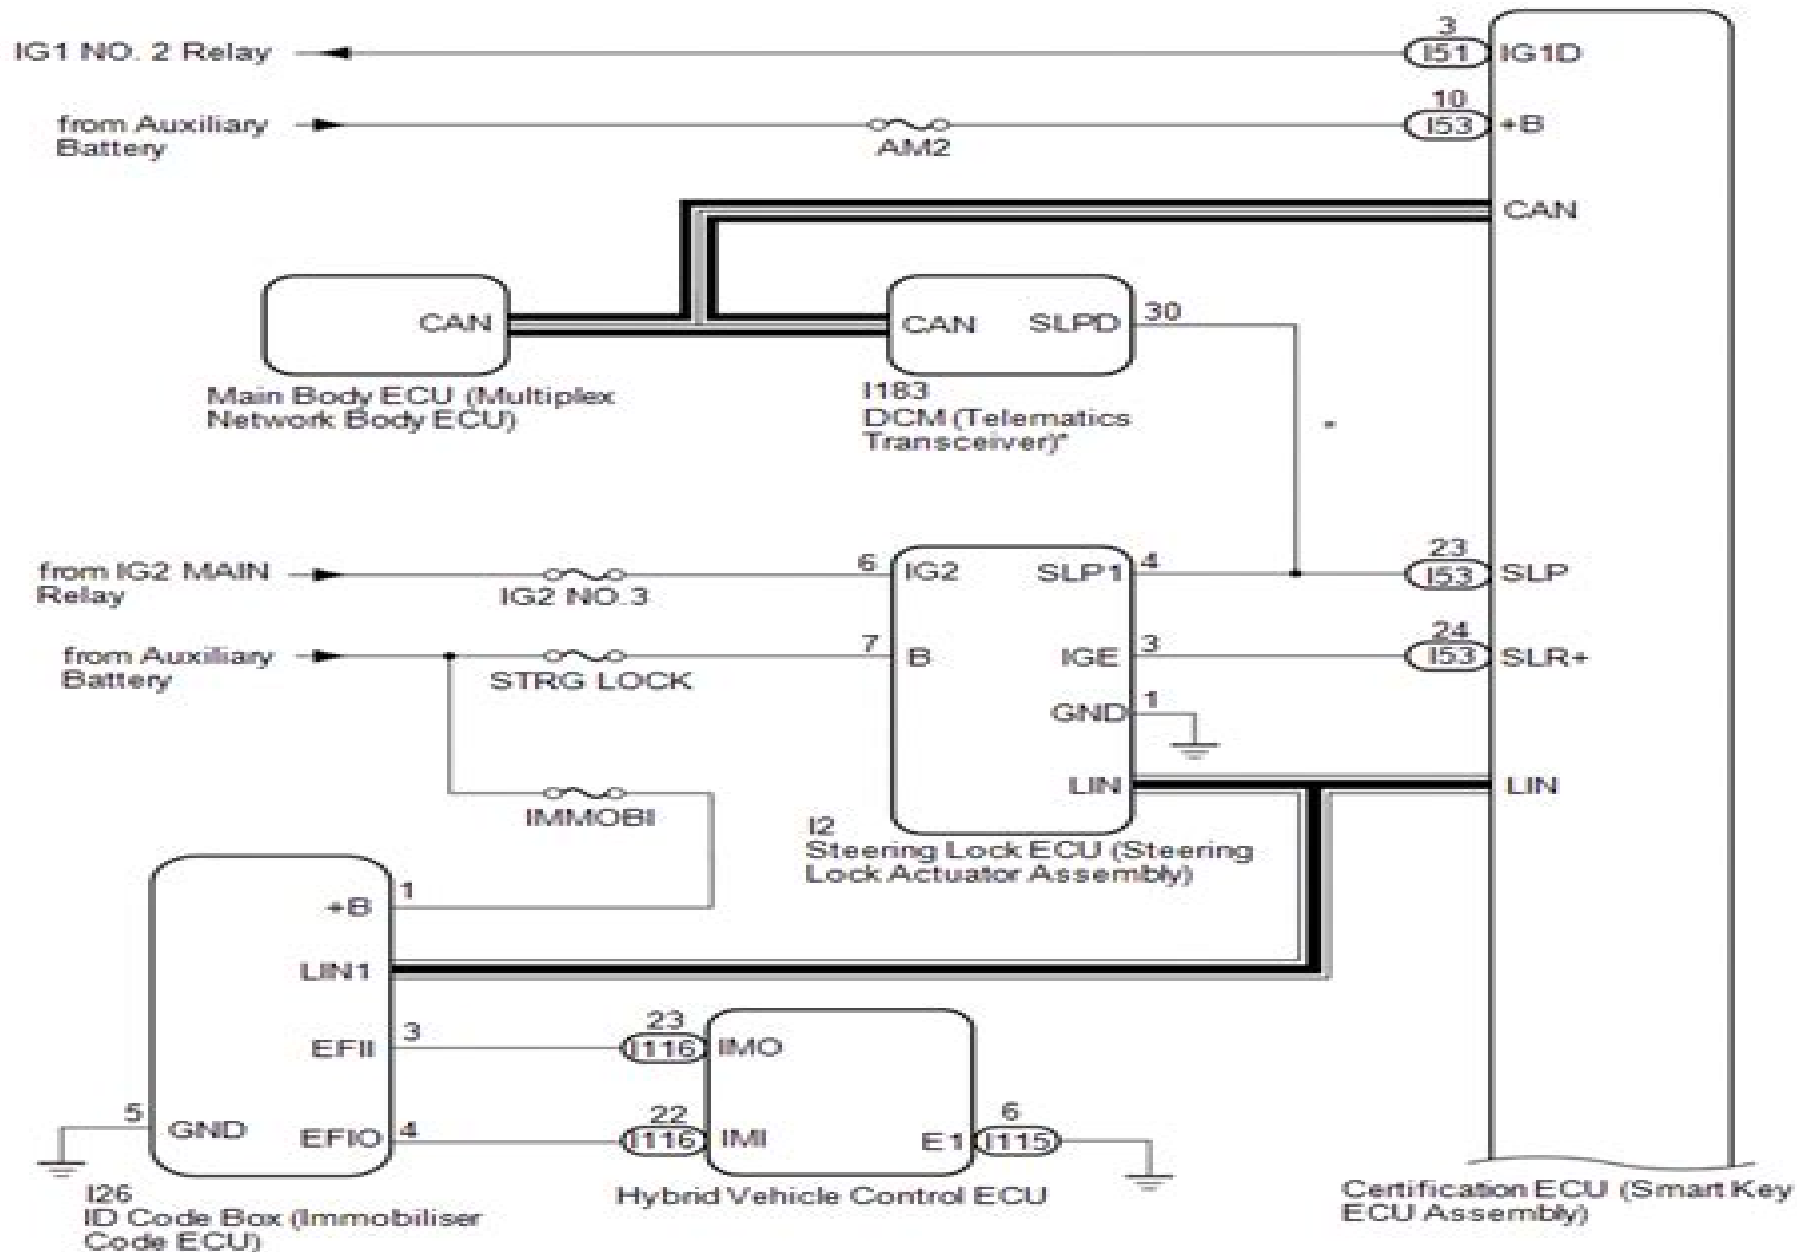 3
IG1 NO. 2 Relay
I51
IG1D
10
from Auxiliary
Battery
AM2
I53
+B
CAN
CAN
CAN
SLPD
30
Main Body ECU (Multiplex
Network Body ECU)
I183
DCM (Telematics
Transceiver)*
*
from IG2 MAIN
Relay
IG2 NO.3
6
IG2
SLP1
4
23
I53
SLP
from Auxiliary
Battery
STRG LOCK
7
B
IGE
3
24
I53
SLR+
GND
1
LIN
LIN
IMMOBI
I2
Steering Lock ECU (Steering
Lock Actuator Assembly)
+B
1
LIN1
EFII
3
23
I116
IMO
5
GND
EFIO
4
22
I116
IMI
E1
6
I115
I26
ID Code Box (Immobiliser
Code ECU)
Hybrid Vehicle Control ECU
Certification ECU (Smart Key
ECU Assembly)